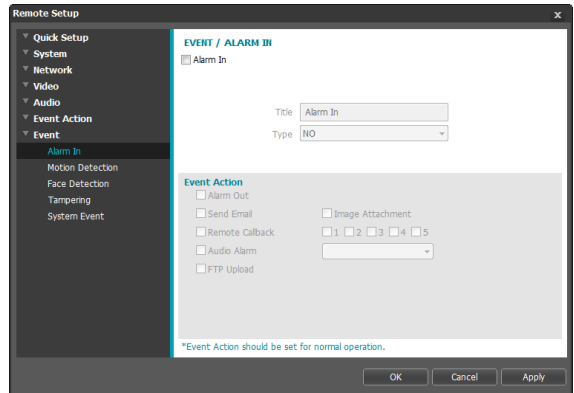 Remote Setup
x
Quick Setup
System
Network
Video
Audio
Event Action
Event
Alarm In
Motion Detection
Face Detection
Tampering
System Event
EVENT / ALARM IN
Alarm In
Title Alarm In
Type NO
Event Action
Alarm Out
Send Email Image Attachment
Remote Callback 1 2 3 4 5
Audio Alarm
FTP Upload
*Event Action should be set for normal operation.
OK Cancel Apply